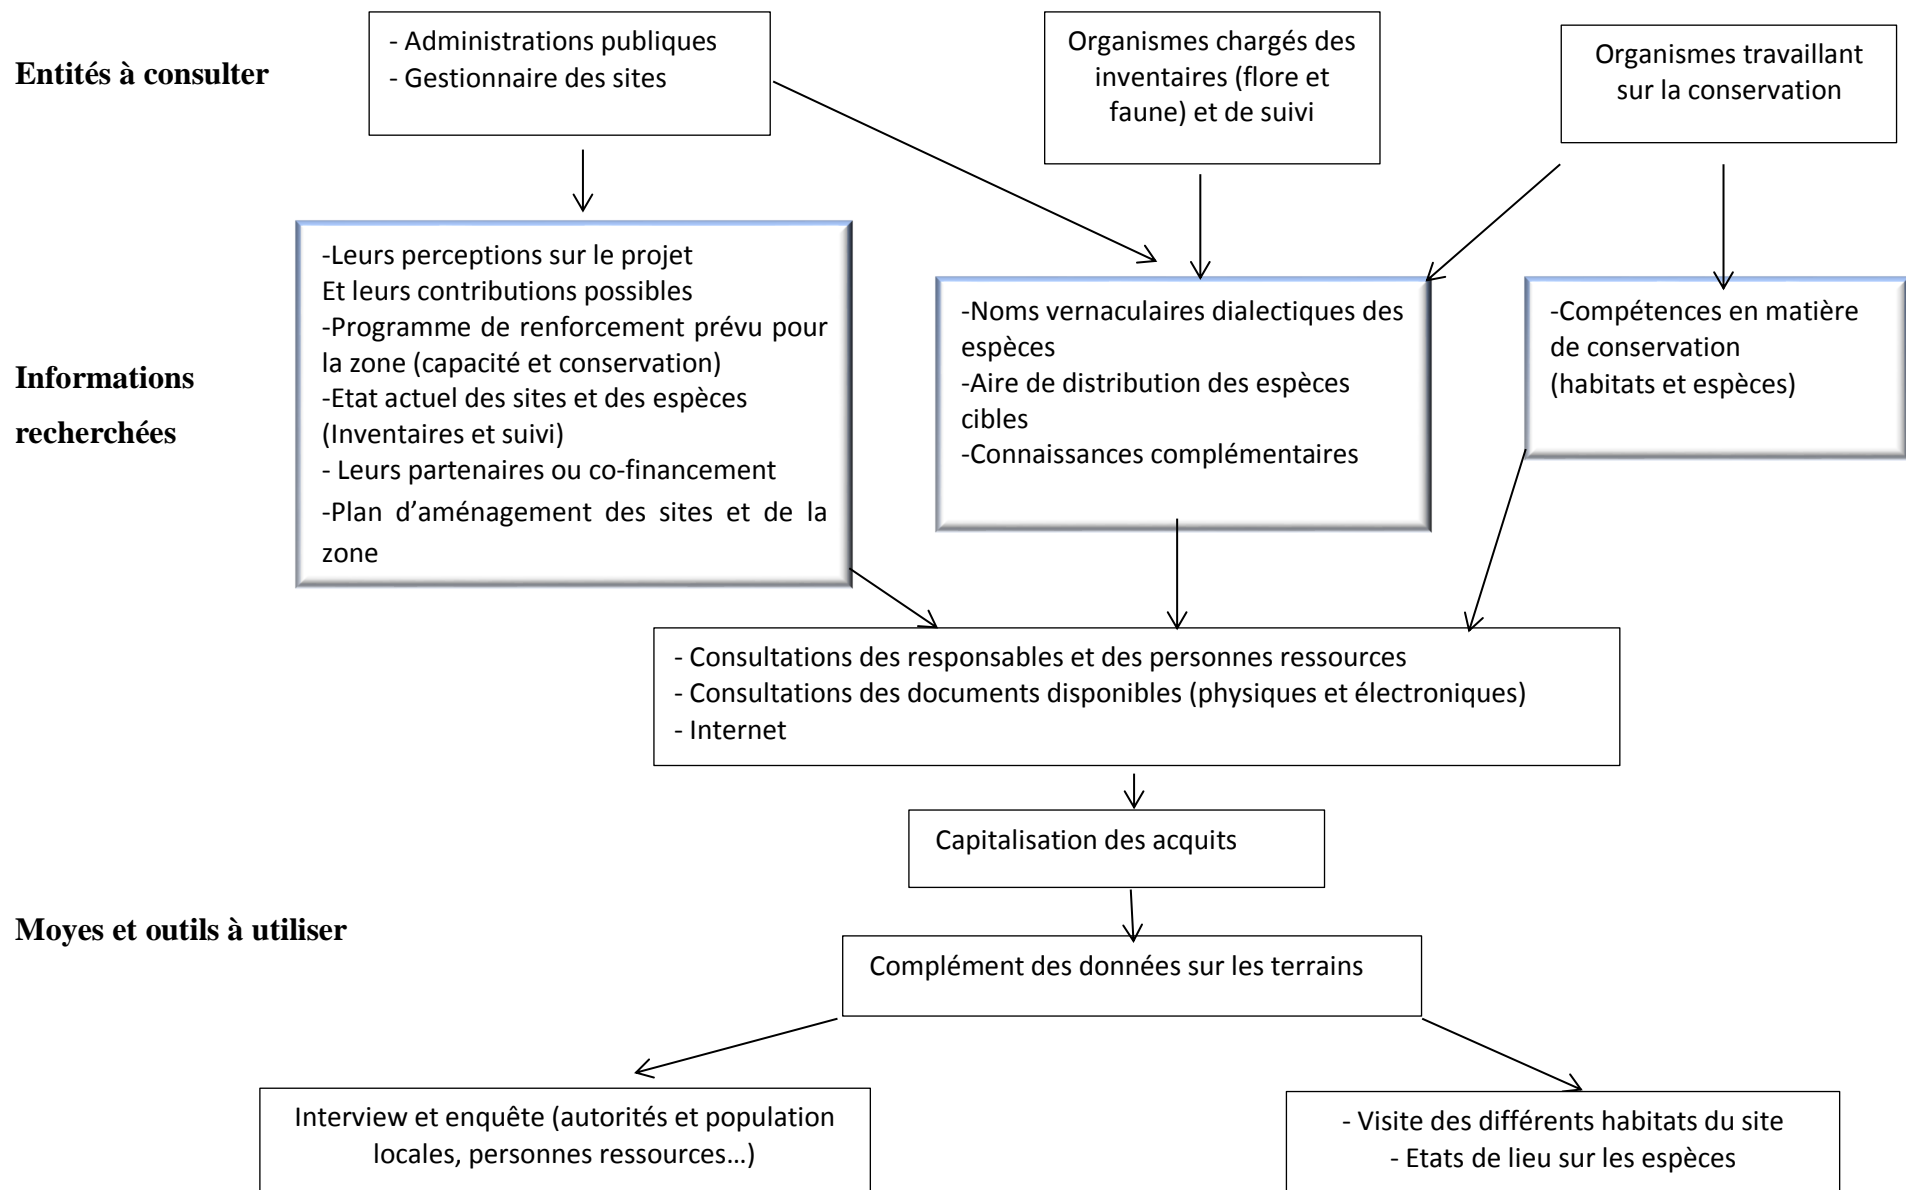 Entités à consulter
- Administrations publiques
- Gestionnaire des sites
Organismes chargés des
inventaires (flore et
faune) et de suivi
Organismes travaillant
sur la conservation
Informations
recherchées
-Leurs perceptions sur le projet
Et leurs contributions possibles
-Programme de renforcement prévu pour
la zone (capacité et conservation)
-Etat actuel des sites et des espèces
(Inventaires et suivi)
- Leurs partenaires ou co-financement
-Plan d’aménagement des sites et de la
zone
-Noms vernaculaires dialectiques des
espèces
-Aire de distribution des espèces
cibles
-Connaissances complémentaires
-Compétences en matière
de conservation
(habitats et espèces)
- Consultations des responsables et des personnes ressources
- Consultations des documents disponibles (physiques et électroniques)
- Internet
Capitalisation des acquits
Moyes et outils à utiliser
Complément des données sur les terrains
Interview et enquête (autorités et population
locales, personnes ressources…)
- Visite des différents habitats du site
- Etats de lieu sur les espèces